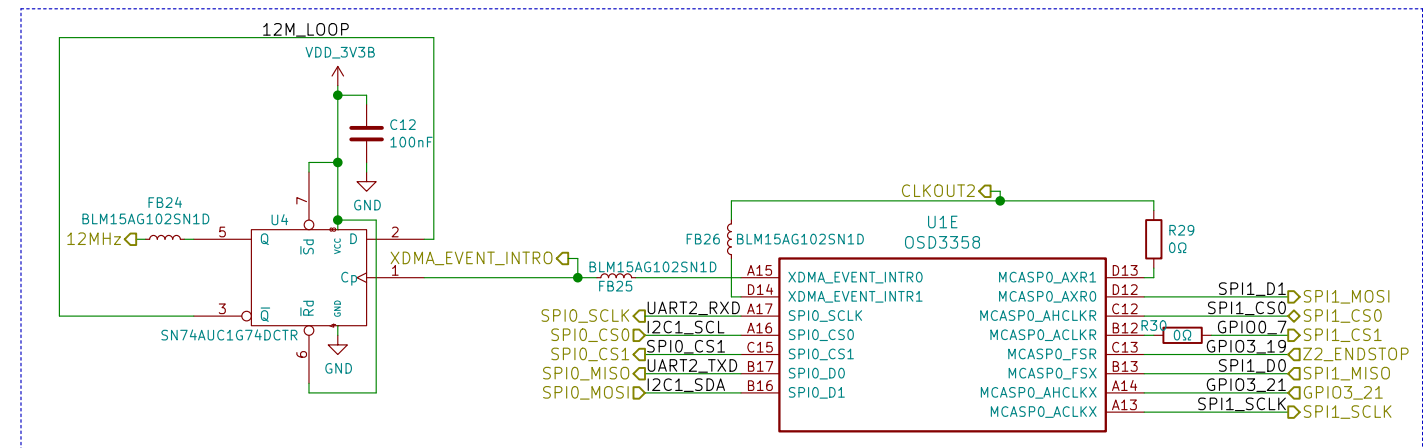 12M_LOOP
VDD_3V3B
C12
100nF
GND
7
FB24
BLM15AG102SN1D
U4
12MHz
5
Q
Sd
VCC
8
D
2
Cp
1
XDMA_EVENT_INTRO
BLM15AG102SN1D
FB25
3
Q|
Rd
GND
4
SN74AUC1G74DCTR
6
GND
CLKOUT2
FB26
BLM15AG102SN1D
U1E
OSD3358
R29
0Ω
A15 XDMA_EVENT_INTR0 MCASP0_AXR1 D13
D14 XDMA_EVENT_INTR1 MCASP0_AXR0 D12 SPI1_D1 SPI1_MOSI
SPI0_SCLK UART2_RXD A17 SPI0_SCLK MCASP0_AHCLKR C12 SPI1_CS0 SPI1_CS0
SPI0_CS0 I2C1_SCL A16 SPI0_CS0 MCASP0_ACLKR B12 R30 0Ω GPIO0_7 SPI1_CS1
SPI0_CS1 SPI0_CS1 C15 SPI0_CS1 MCASP0_FSR C13 GPIO3_19 Z2_ENDSTOP
SPI0_MISO UART2_TXD B17 SPI0_D0 MCASP0_FSX B13 SPI1_D0 SPI1_MISO
SPI0_MOSI I2C1_SDA B16 SPI0_D1 MCASP0_AHCLKX A14 GPIO3_21 GPIO3_21
MCASP0_ACLKX A13 SPI1_SCLK SPI1_SCLK